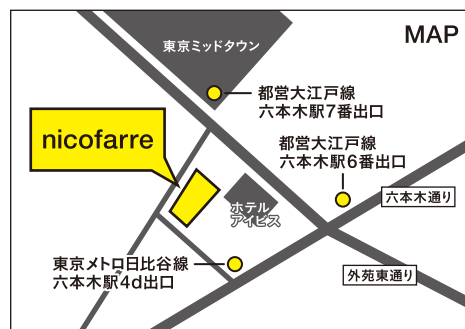 東京ミッドタウン
MAP
都営大江戸線
六本木駅7番出口
nicofarre
都営大江戸線
六本木駅6番出口
六本木通り
ホテル
アイビス
東京メトロ日比谷線
六本木駅4d出口
外苑東通り